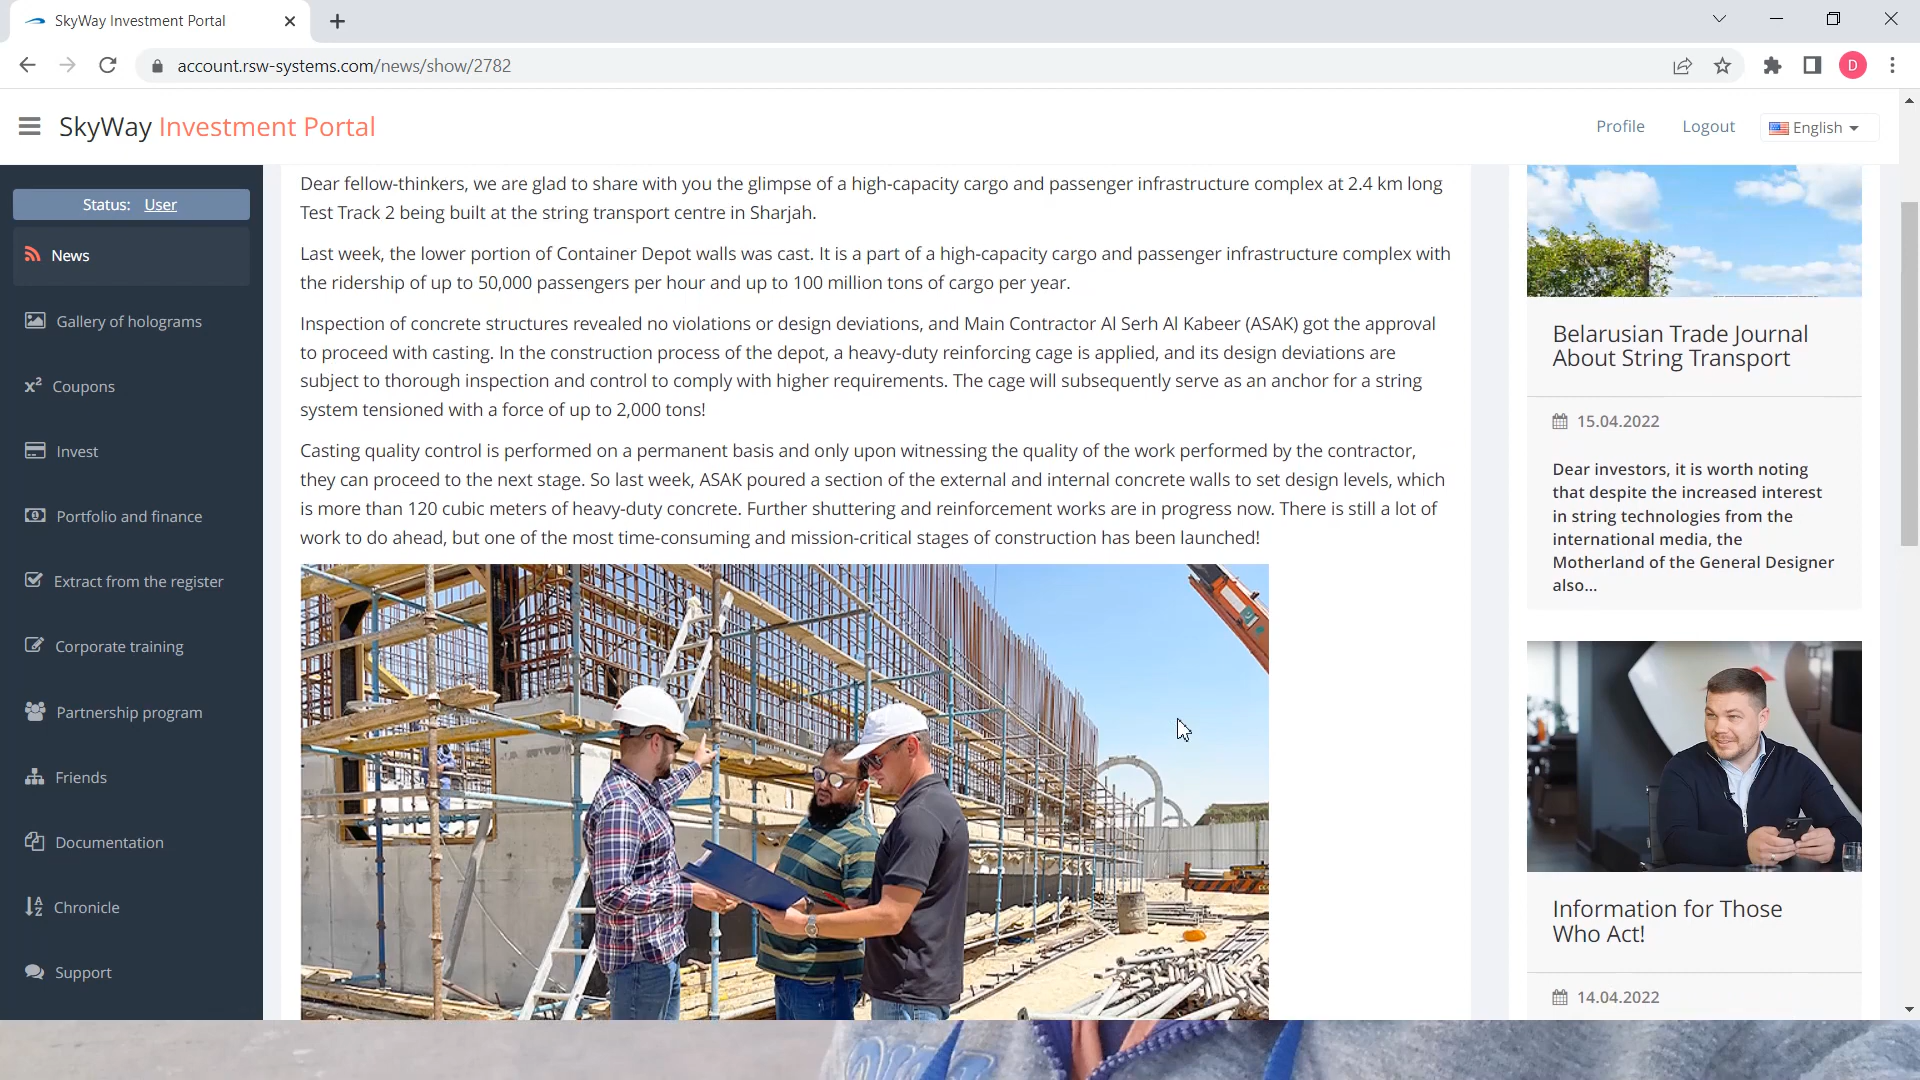 SkyWay Investment Portal
account.rsw-systems.com/news/show/2782
D
SkyWay Investment Portal
Profile
Logout
English
Status: User
News
Gallery of holograms
x² Coupons
Invest
Portfolio and finance
Extract from the register
Corporate training
Partnership program
Friends
Documentation
Chronicle
Support
Dear fellow-thinkers, we are glad to share with you the glimpse of a high-capacity cargo and passenger infrastructure complex at 2.4 km long
Test Track 2 being built at the string transport centre in Sharjah.
Last week, the lower portion of Container Depot walls was cast. It is a part of a high-capacity cargo and passenger infrastructure complex with
the ridership of up to 50,000 passengers per hour and up to 100 million tons of cargo per year.
Inspection of concrete structures revealed no violations or design deviations, and Main Contractor Al Serh Al Kabeer (ASAK) got the approval
to proceed with casting. In the construction process of the depot, a heavy-duty reinforcing cage is applied, and its design deviations are
subject to thorough inspection and control to comply with higher requirements. The cage will subsequently serve as an anchor for a string
system tensioned with a force of up to 2,000 tons!
Casting quality control is performed on a permanent basis and only upon witnessing the quality of the work performed by the contractor,
they can proceed to the next stage. So last week, ASAK poured a section of the external and internal concrete walls to set design levels, which
is more than 120 cubic meters of heavy-duty concrete. Further shuttering and reinforcement works are in progress now. There is still a lot of
work to do ahead, but one of the most time-consuming and mission-critical stages of construction has been launched!
Belarusian Trade Journal
About String Transport
15.04.2022
Dear investors, it is worth noting
that despite the increased interest
in string technologies from the
international media, the
Motherland of the General Designer
also...
Information for Those
Who Act!
14.04.2022